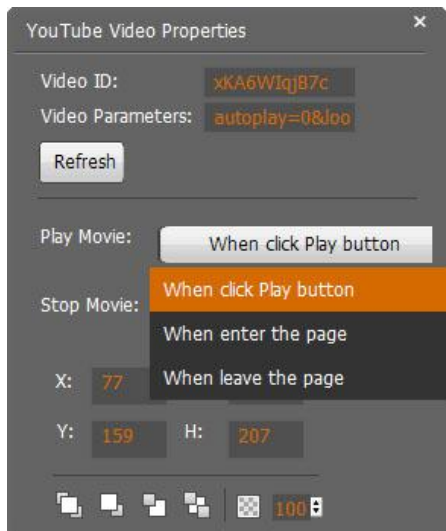 YouTube Video Properties ×
Video ID: xKA6WIqjB7c
Video Parameters: autoplay=0&loo
Refresh
Play Movie: When click Play button
When click Play button
Stop Movie:
When enter the page
X: 77 When leave the page
Y: 159 H: 207
100